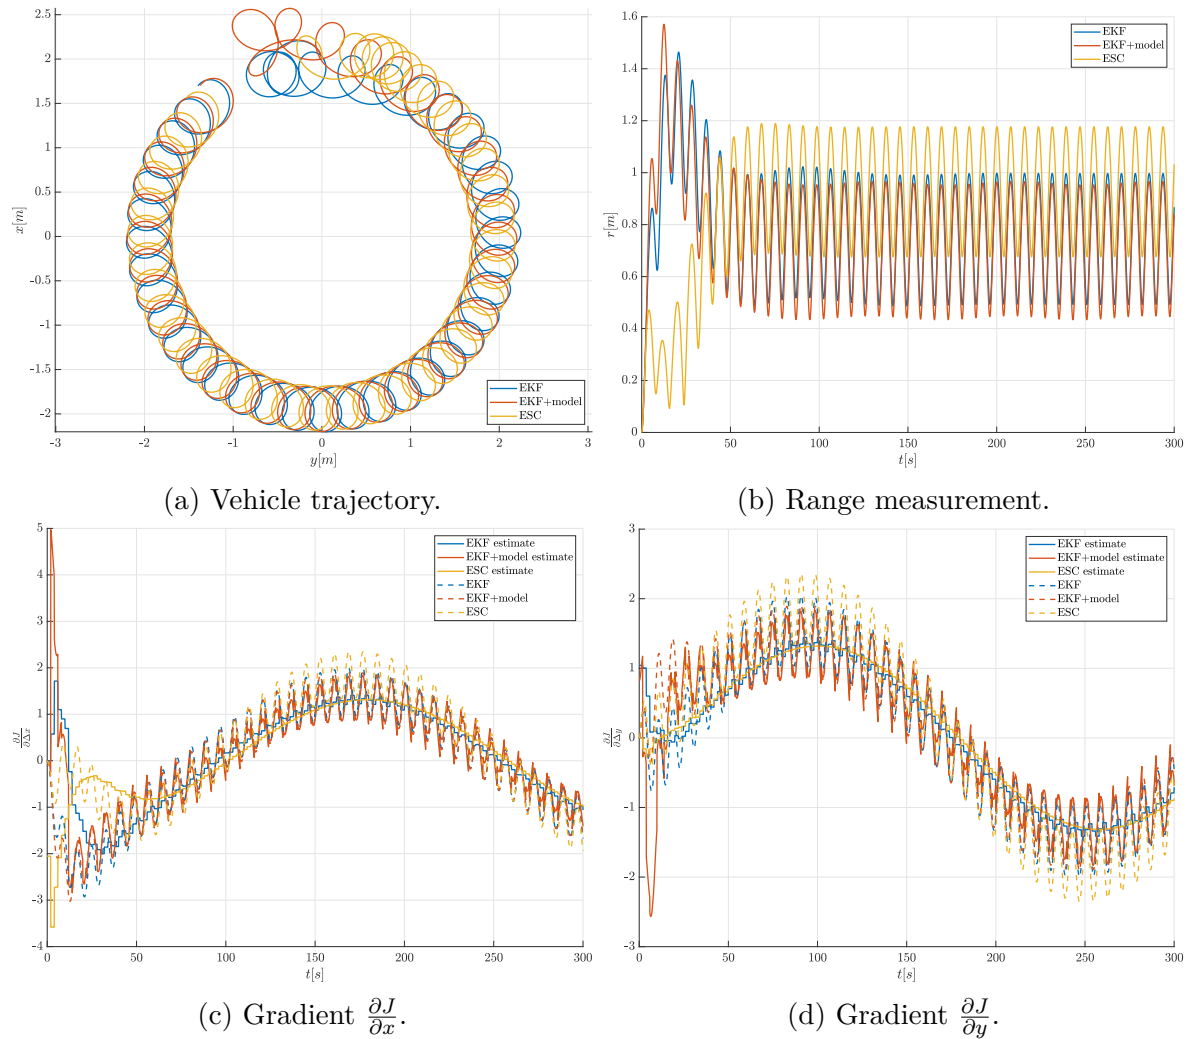 2.5
2
1.5
1
0.5
0
-0.5
-1
-1.5
-2
x[m]
-3 -2 -1 0 1 2 3
y[m]
EKF
EKF+model
ESC
(a) Vehicle trajectory.
1.6
1.4
1.2
1
0.8
0.6
0.4
0.2
0
r[m]
0 50 100 150 200 250 300
t[s]
EKF
EKF+model
ESC
(b) Range measurement.
5
4
3
2
1
0
-1
-2
-3
-4
∂J/∂Δx
0 50 100 150 200 250 300
t[s]
EKF estimate
EKF+model estimate
ESC estimate
EKF
EKF+model
ESC
(c) Gradient ∂J/∂x.
3
2
1
0
-1
-2
-3
∂J/∂Δy
0 50 100 150 200 250 300
t[s]
EKF estimate
EKF+model estimate
ESC estimate
EKF
EKF+model
ESC
(d) Gradient ∂J/∂y.